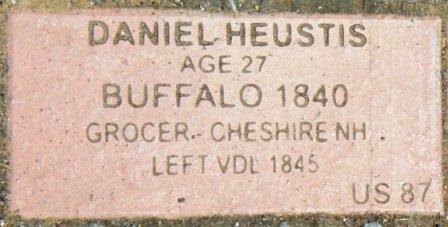 DANIEL HEUSTIS
AGE 27
BUFFALO 1840
GROCER - CHESHIRE NH
LEFT VDL 1845
US 87